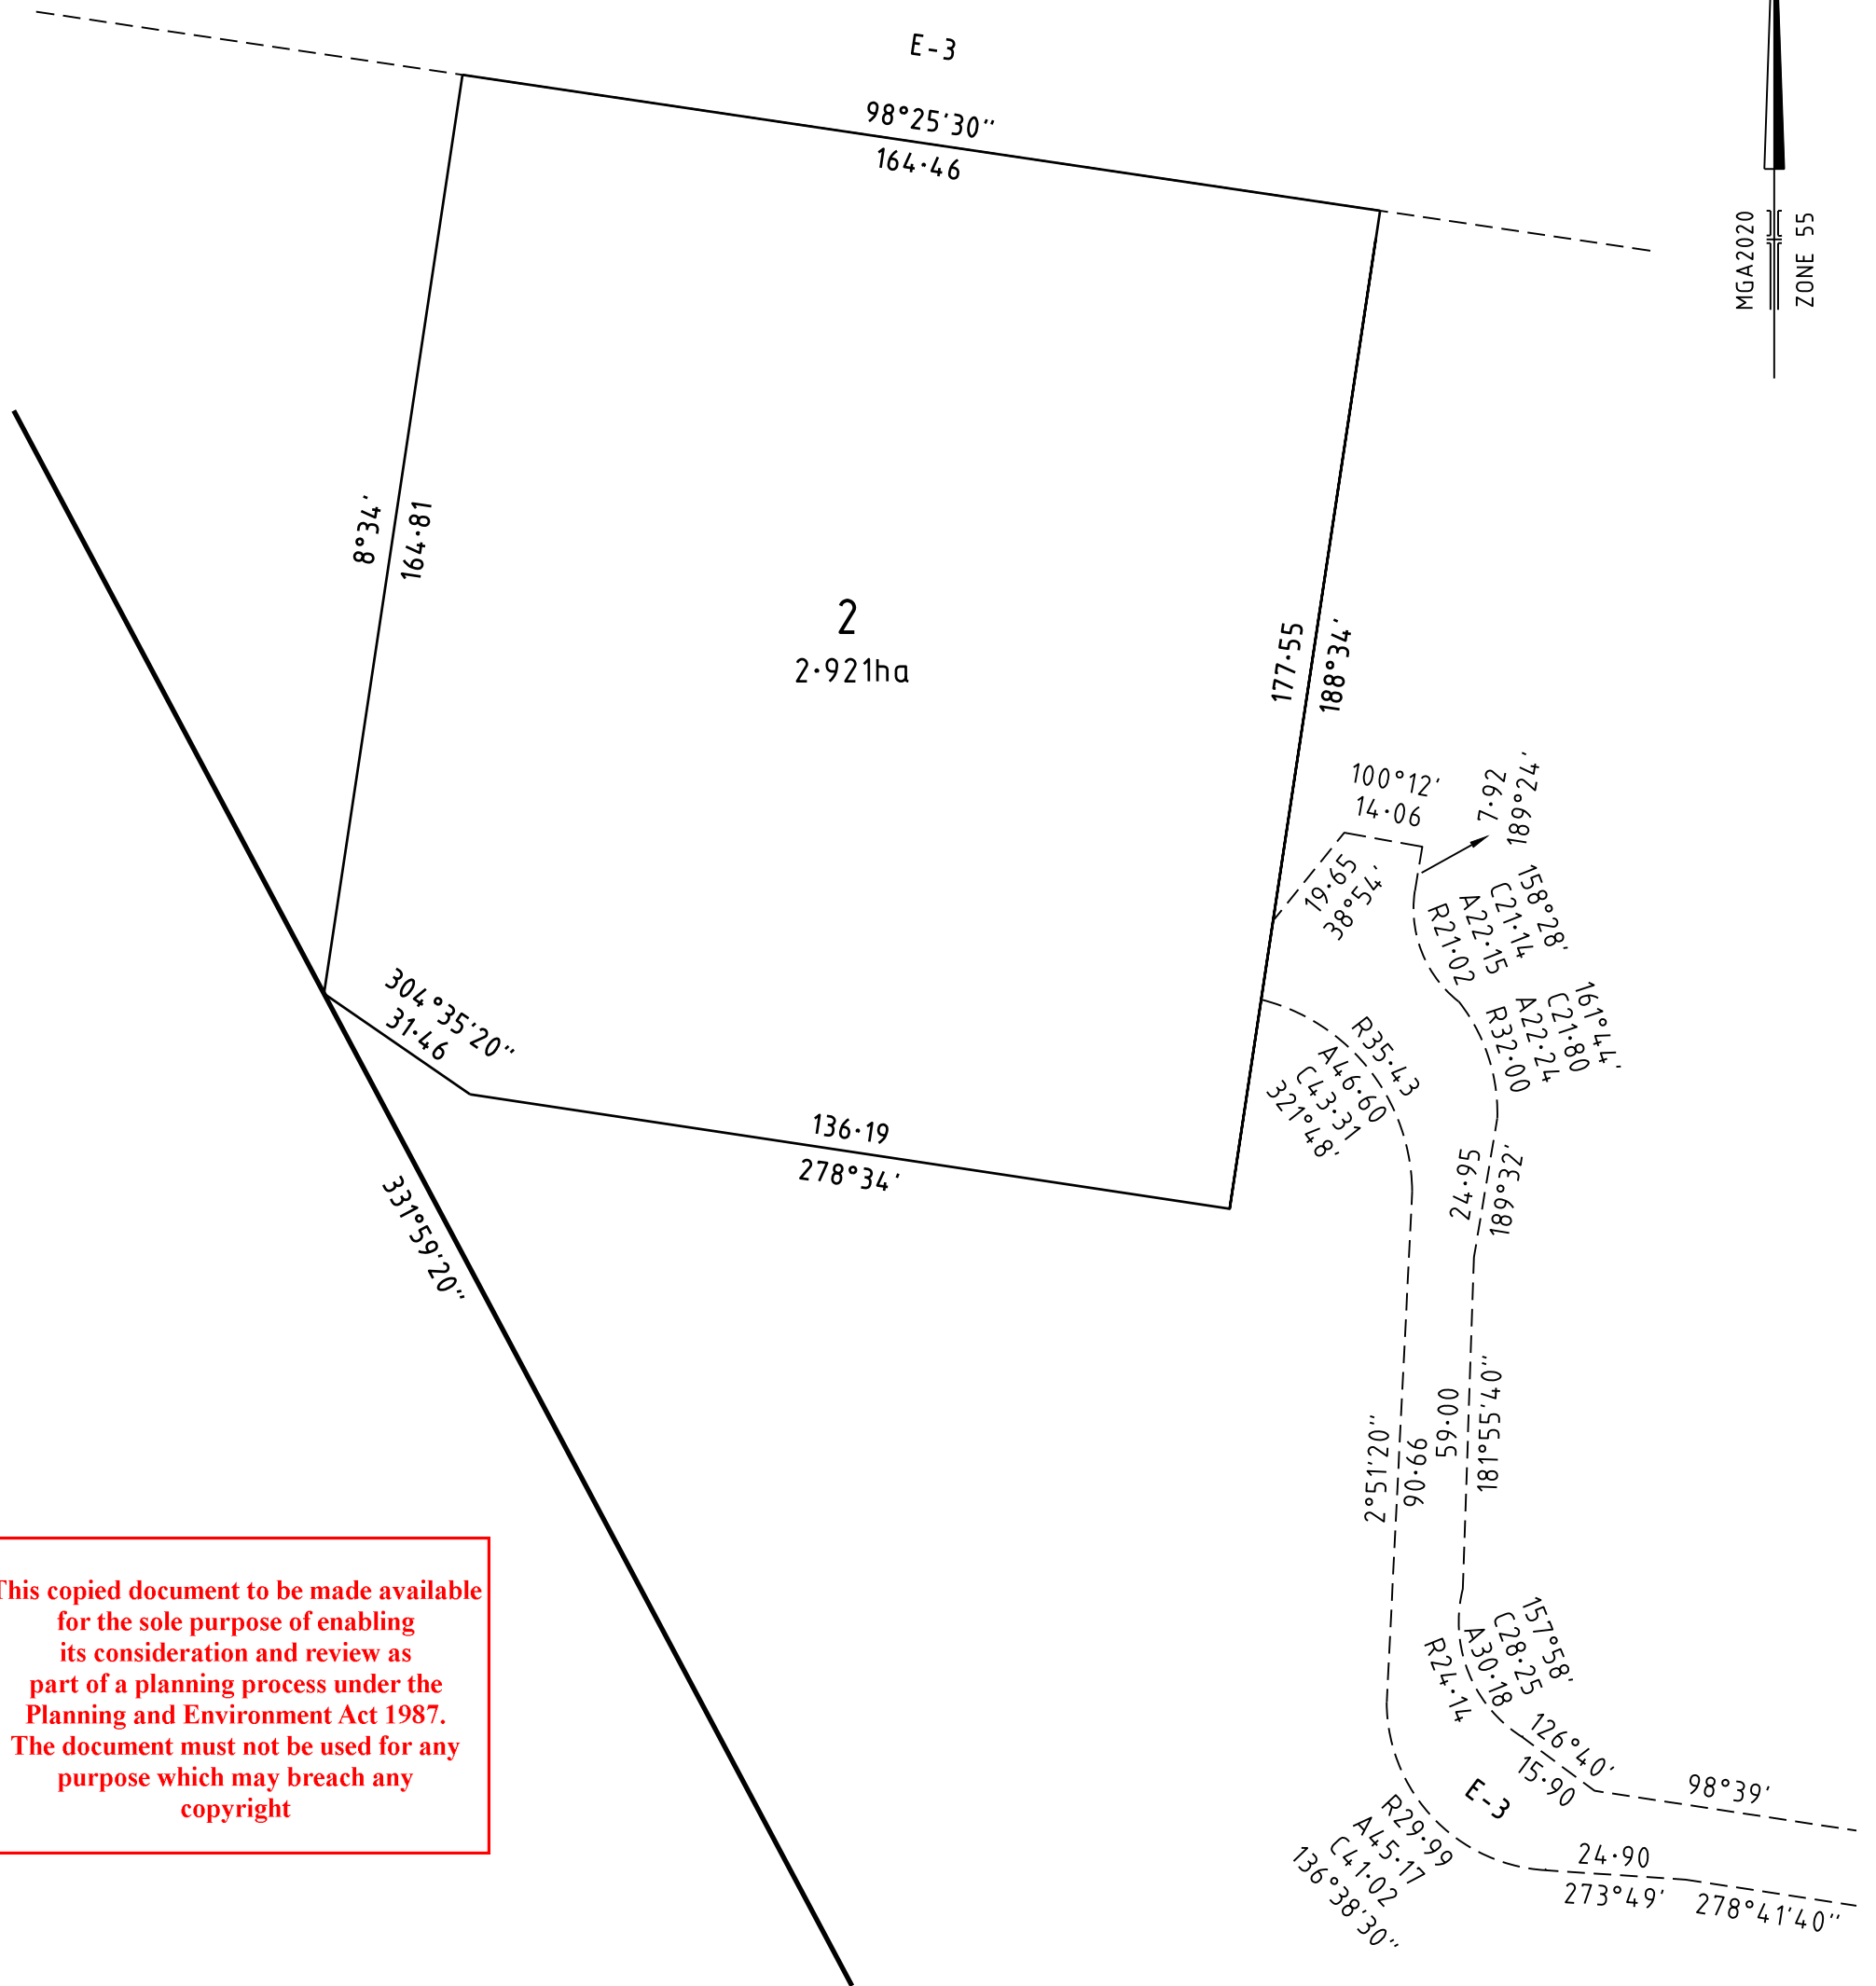 E-3
98°25'30"
164·46
MGA2020
ZONE 55
8°34'
164·81
2
2·921ha
177·55
188°34'
100°12'
14·06
7·92
189°24'
19·65
38°54'
158°28'
C21·14
A22·15
R21·02
161°44'
C21·80
A22·24
R32·00
304°35'20"
31·46
R35·43
A46·60
C43·31
321°48'
136·19
278°34'
24·95
189°32'
331°59'20"
2°51'20"
90·66
59·00
181°55'40"
This copied document to be made available
for the sole purpose of enabling
its consideration and review as
part of a planning process under the
Planning and Environment Act 1987.
The document must not be used for any
purpose which may breach any
copyright
157°58'
C28·25
A30·18
R24·14
126°40'
15·90
98°39'
E-3
R29·99
A45·17
C41·02
136°38'30"
24·90
273°49'
278°41'40"